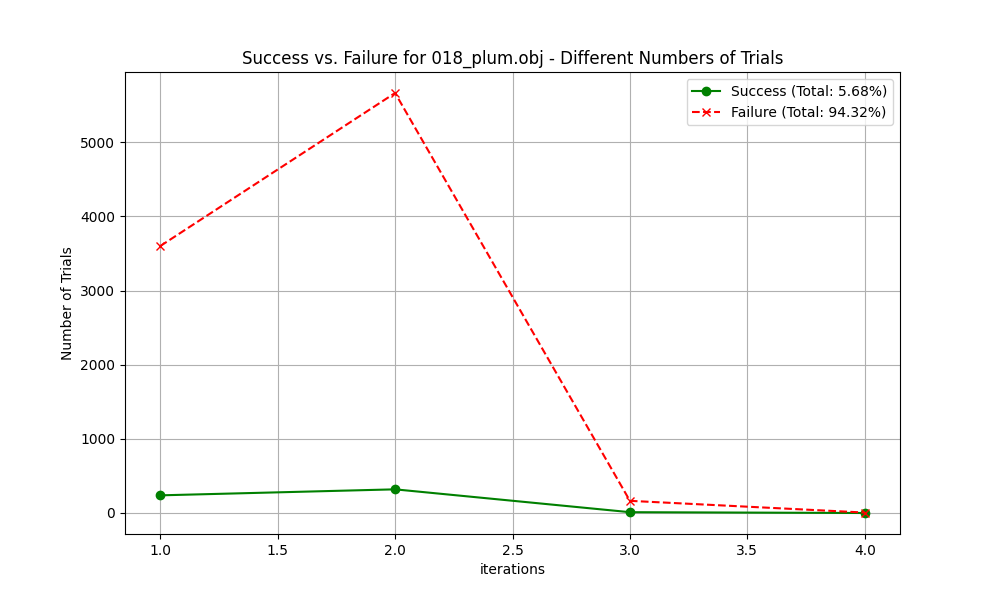 Success vs. Failure for 018_plum.obj - Different Numbers of Trials
Success (Total: 5.68%)
Failure (Total: 94.32%)
Number of Trials
5000
4000
3000
2000
1000
0
1.0 1.5 2.0 2.5 3.0 3.5 4.0
iterations